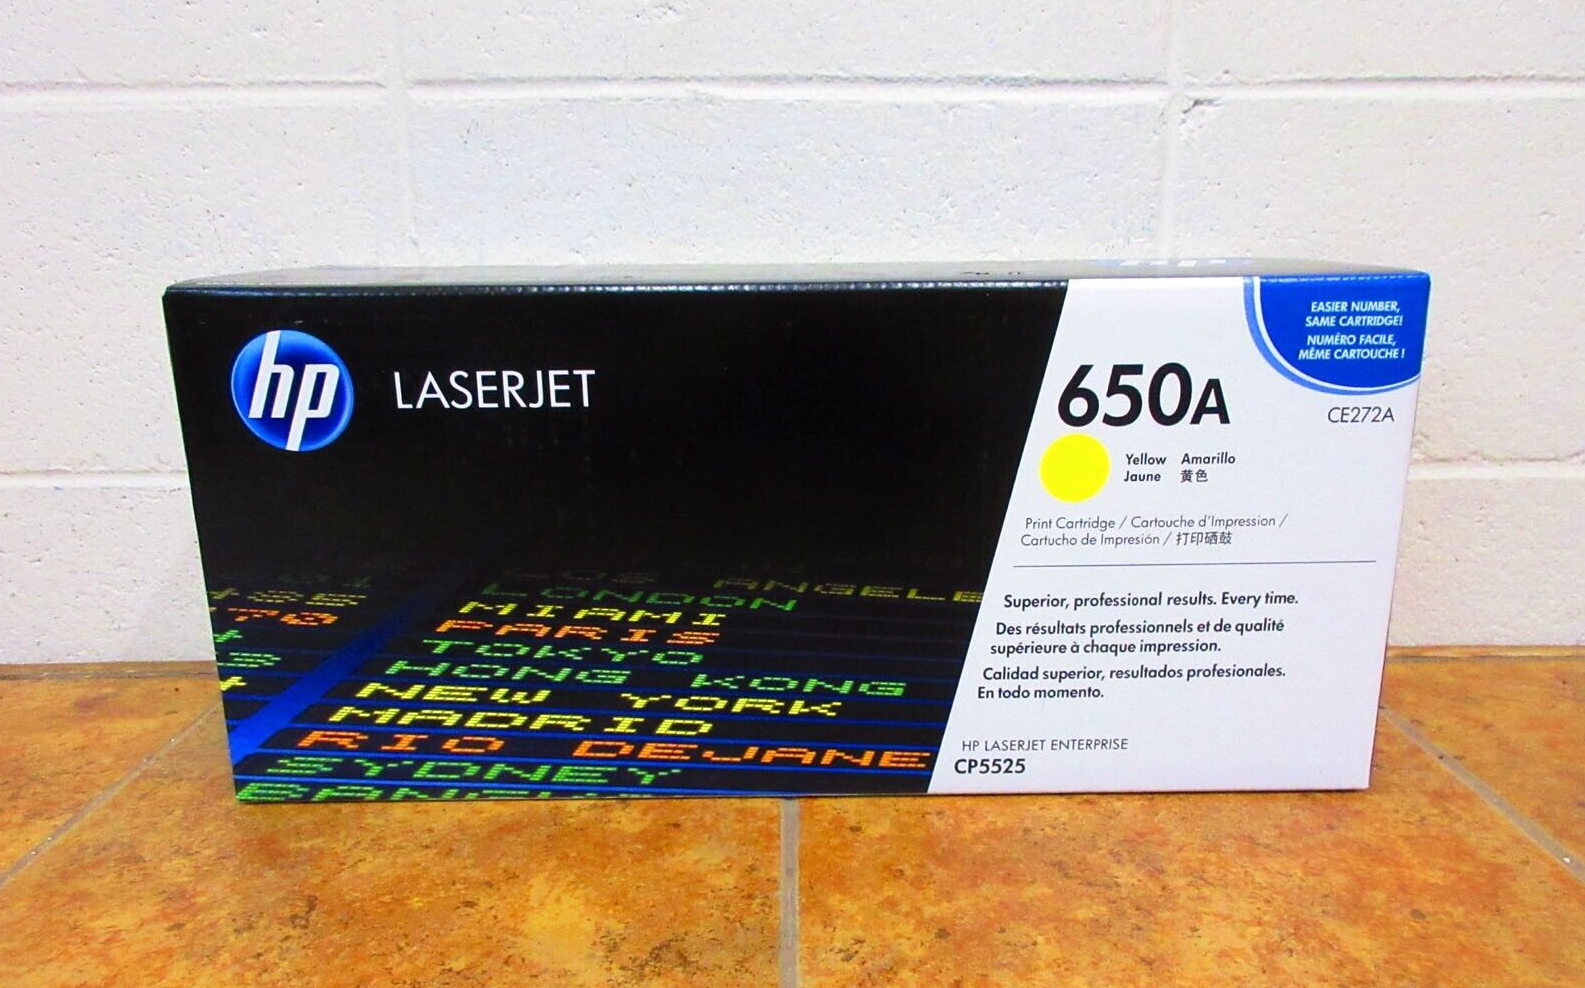 hp
LASERJET
EASIER NUMBER,
SAME CARTRIDGE!
NUMÉRO FACILE,
MÊME CARTOUCHE !
650A
CE272A
Yellow Amarillo
Jaune 黄色
Print Cartridge / Cartouche d'Impression /
Cartucho de Impresión / 打印硒鼓
Superior, professional results. Every time.
Des résultats professionnels et de qualité
supérieure à chaque impression.
Calidad superior, resultados profesionales.
En todo momento.
HP LASERJET ENTERPRISE
CP5525
LONDON
MIAMI
PARIS
TOKYO
HONG KONG
NEW YORK
MADRID
RIO DEJANE
SYDNEY